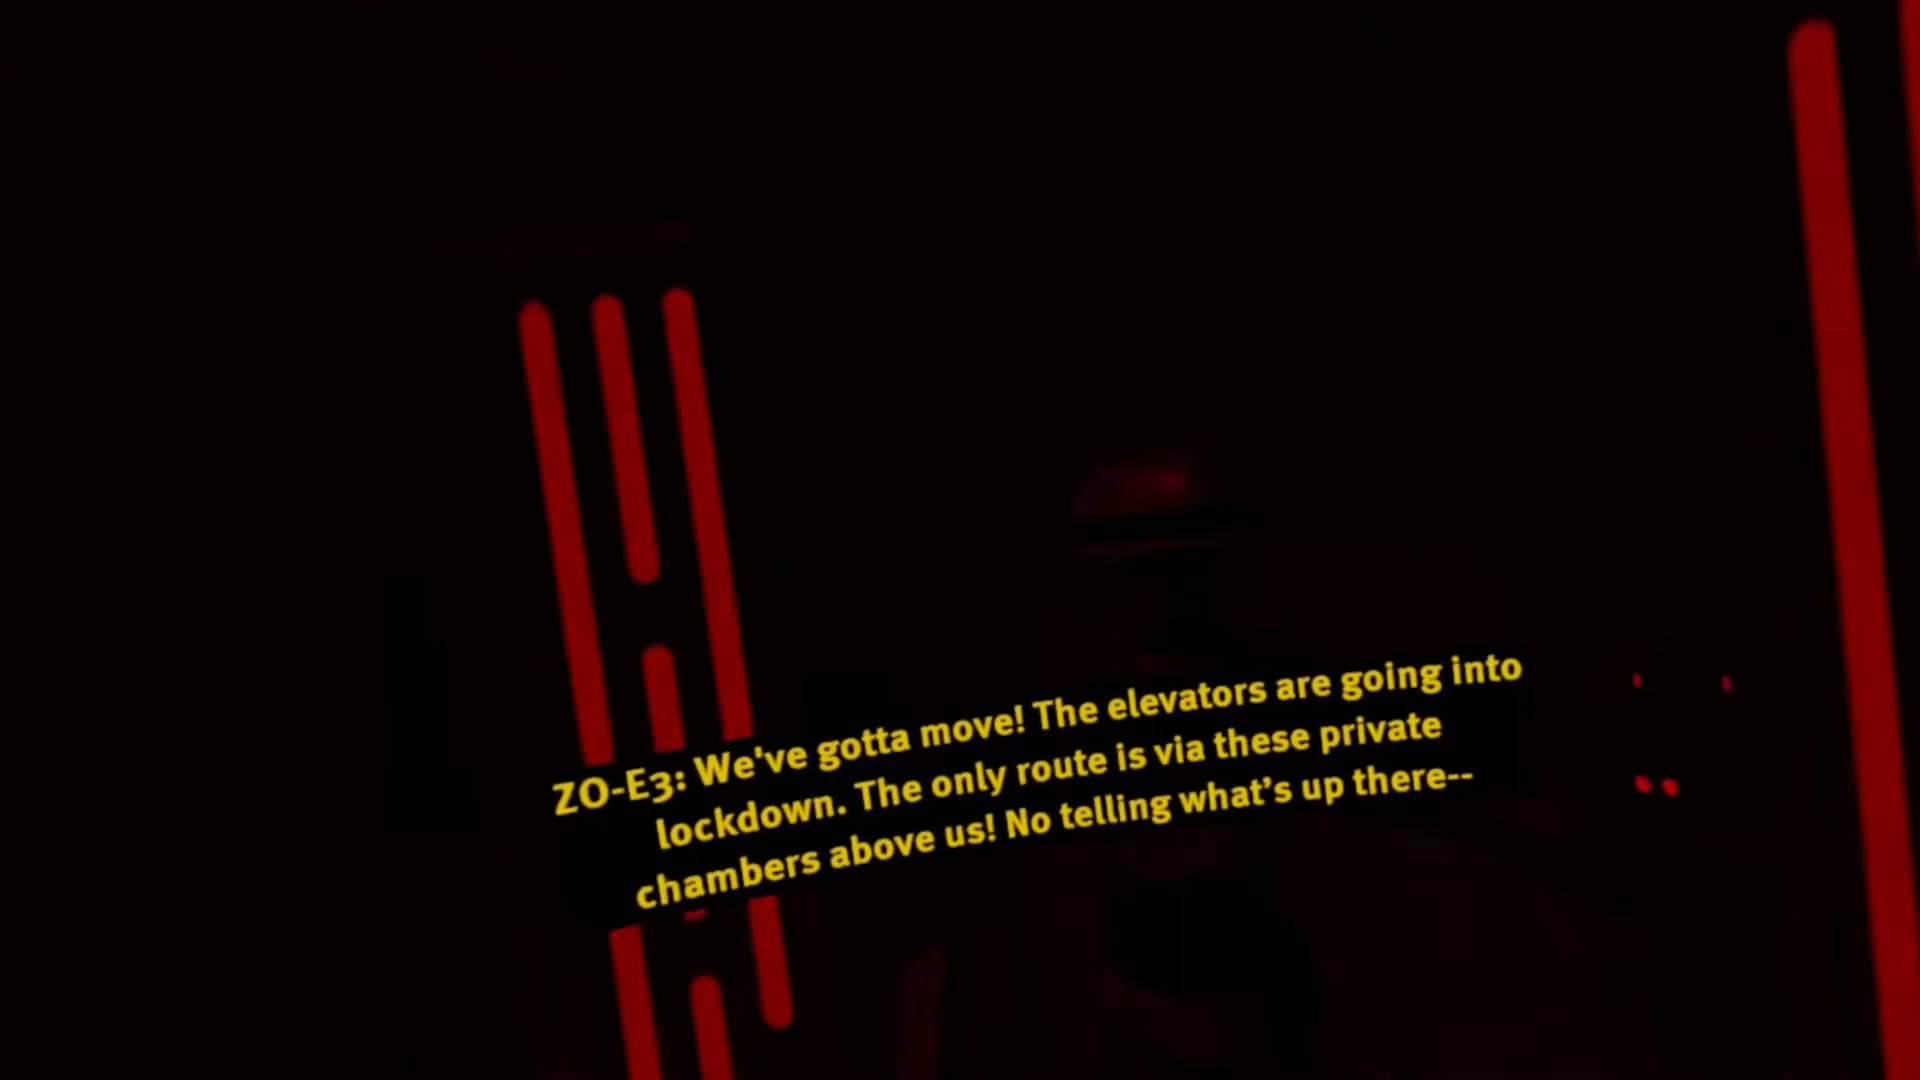 ZO-E3: We've gotta move! The elevators are going into
lockdown. The only route is via these private
chambers above us! No telling what's up there--